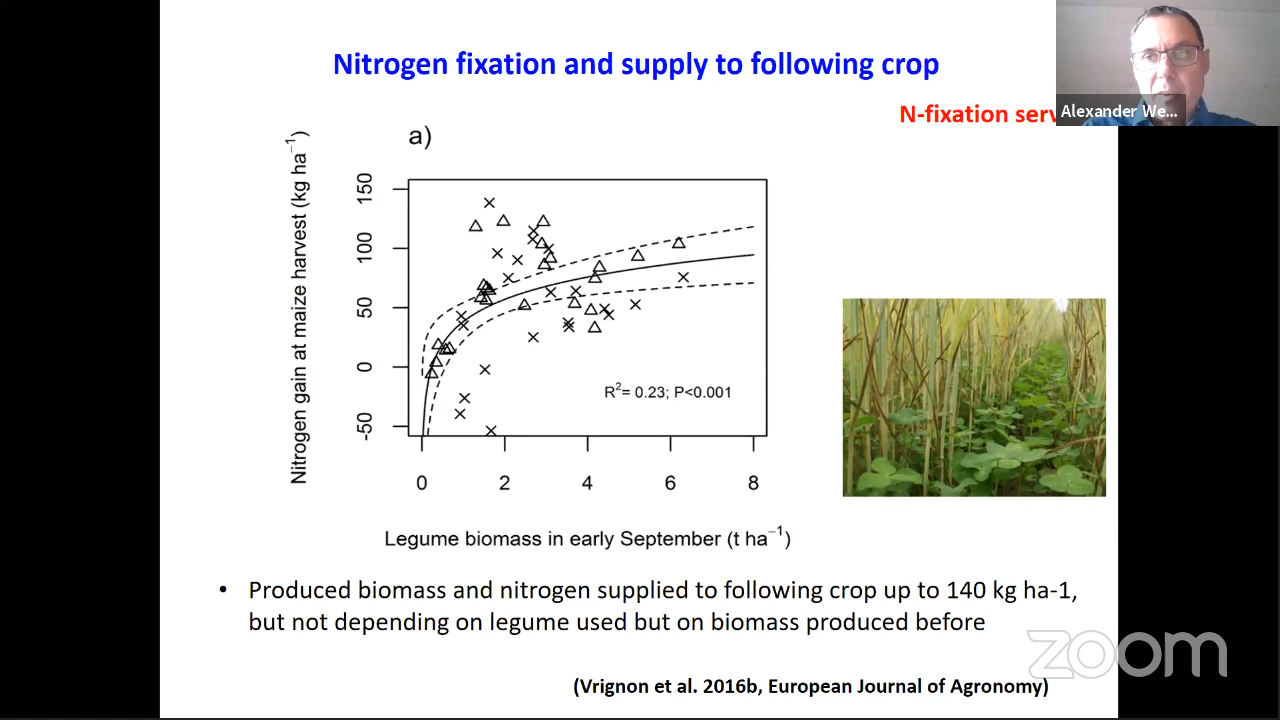 Nitrogen fixation and supply to following crop
N-fixation serv
Alexander We...
a)
Nitrogen gain at maize harvest (kg ha⁻¹)
150
100
50
0
-50
R²= 0.23; P<0.001
0 2 4 6 8
Legume biomass in early September (t ha⁻¹)
• Produced biomass and nitrogen supplied to following crop up to 140 kg ha-1,
but not depending on legume used but on biomass produced before
zoom
(Vrignon et al. 2016b, European Journal of Agronomy)